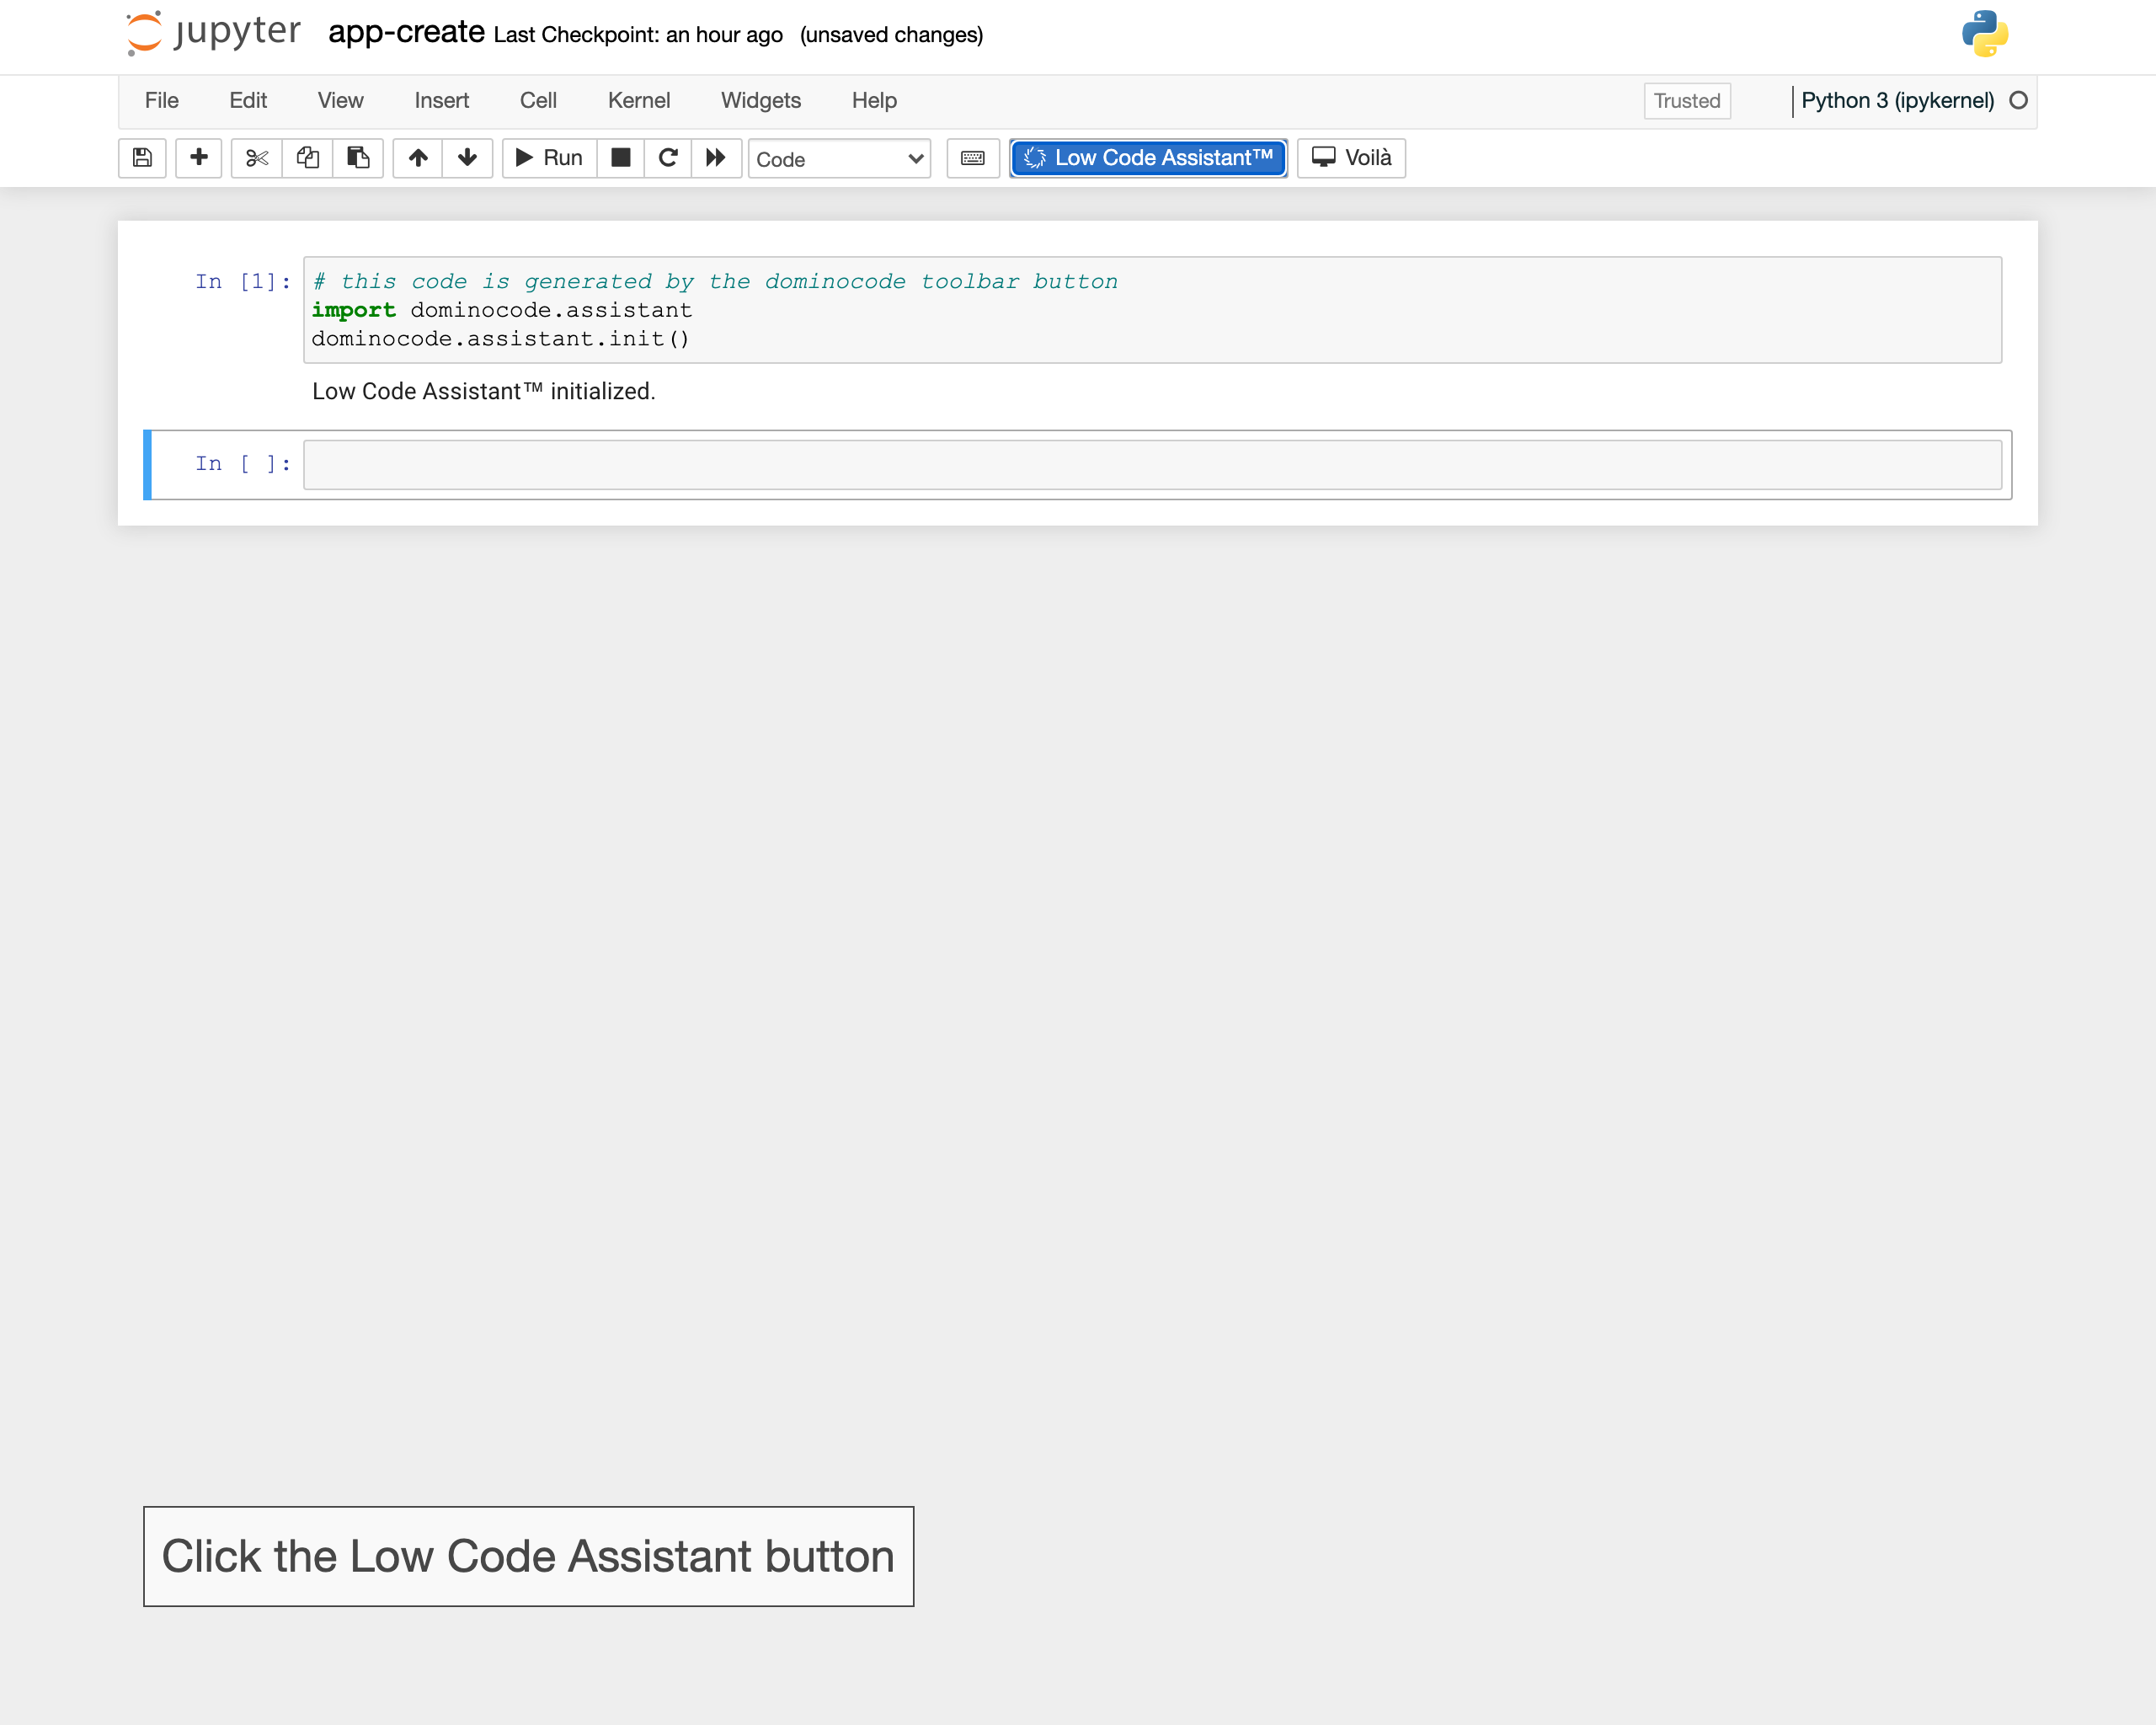 jupyter app-create Last Checkpoint: an hour ago (unsaved changes)
File Edit View Insert Cell Kernel Widgets Help Trusted Python 3 (ipykernel)
Run Code Low Code Assistant™ Voilà
In [1]: # this code is generated by the dominocode toolbar button
import dominocode.assistant
dominocode.assistant.init()
Low Code Assistant™ initialized.
In [ ]:
Click the Low Code Assistant button